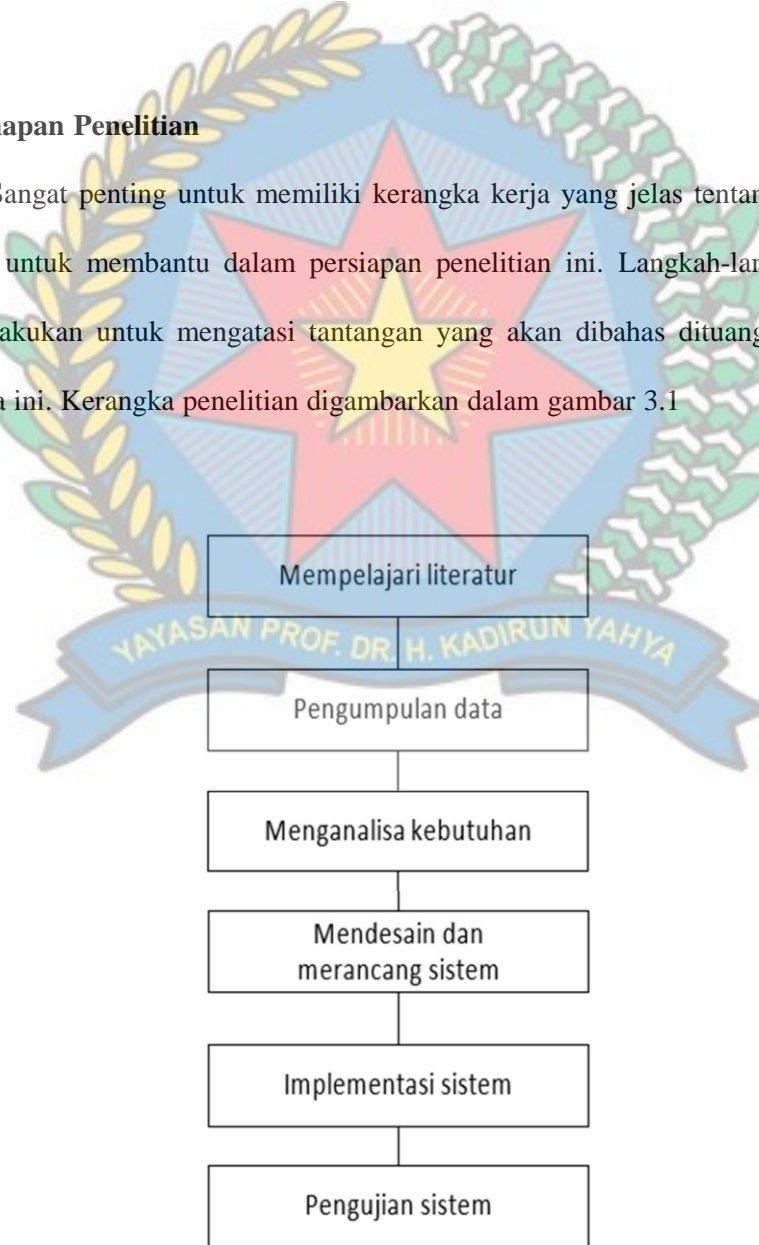 apan Penelitian
Sangat penting untuk memiliki kerangka kerja yang jelas tentan
untuk membantu dalam persiapan penelitian ini. Langkah-lan
akukan untuk mengatasi tantangan yang akan dibahas dituang
a ini. Kerangka penelitian digambarkan dalam gambar 3.1
Mempelajari literatur
YAYASAN PROF. DR. H. KADIRUN YAHYA
Pengumpulan data
Menganalisa kebutuhan
Mendesain dan
merancang sistem
Implementasi sistem
Pengujian sistem